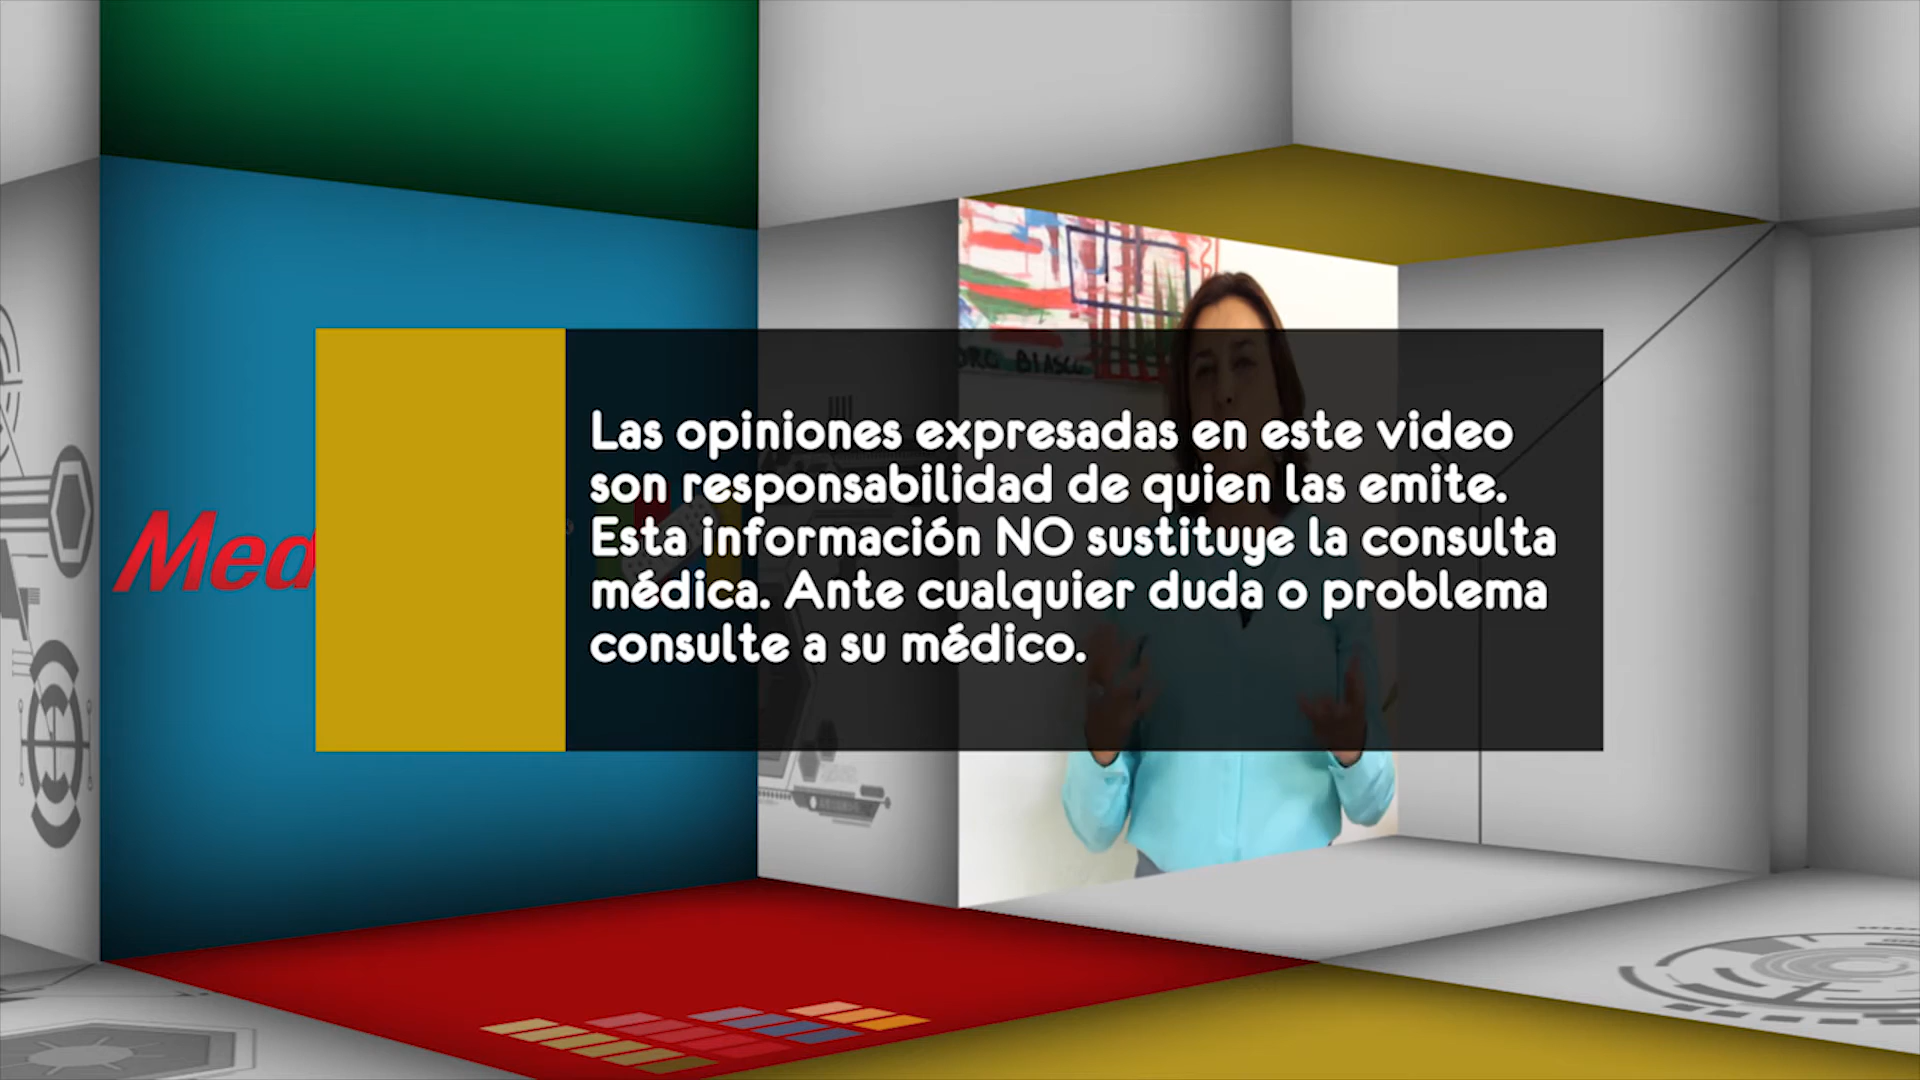 Las opiniones expresadas en este video
son responsabilidad de quien las emite.
Esta información NO sustituye la consulta
médica. Ante cualquier duda o problema
consulte a su médico.
Med
BIASCO